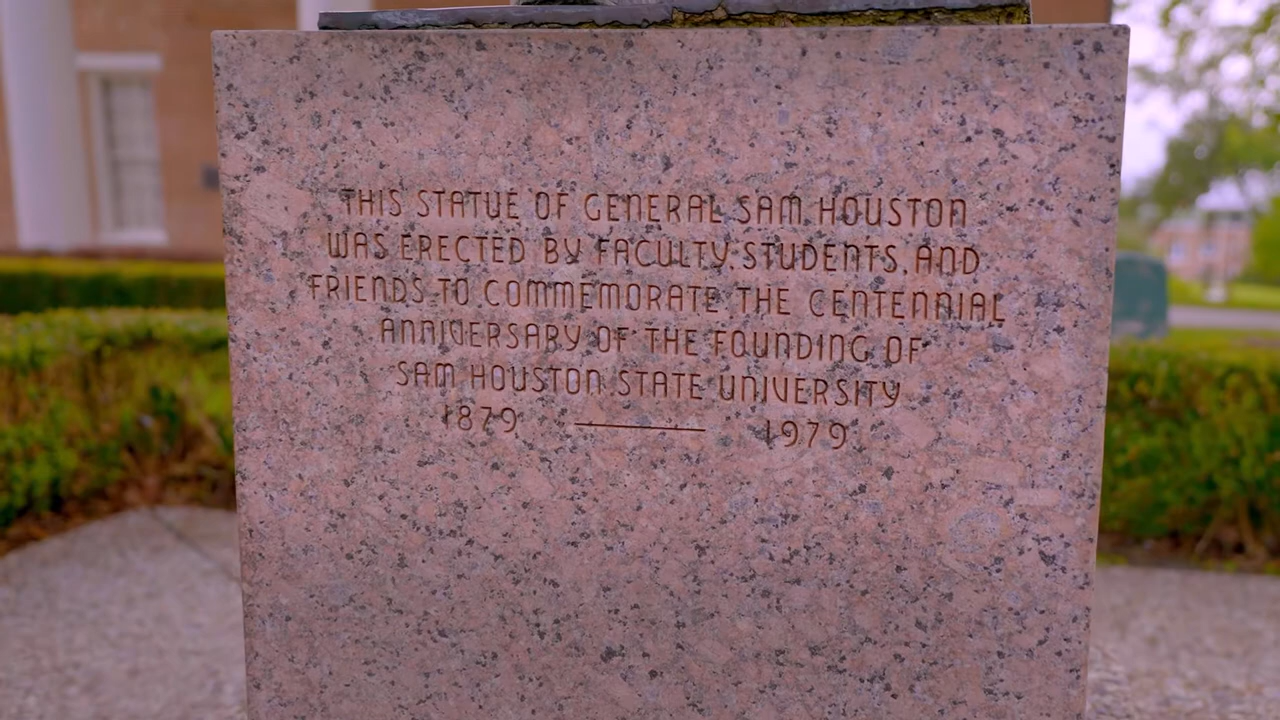 THIS STATUE OF GENERAL SAM HOUSTON
WAS ERECTED BY FACULTY, STUDENTS, AND
FRIENDS TO COMMEMORATE THE CENTENNIAL
ANNIVERSARY OF THE FOUNDING OF
SAM HOUSTON STATE UNIVERSITY
1879 — 1979